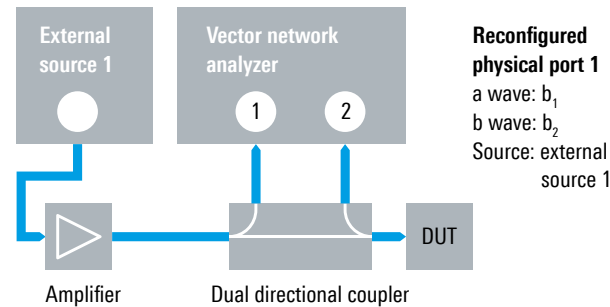 External
source 1
Vector network
analyzer
1
2
Reconfigured
physical port 1
a wave: b₁
b wave: b₂
Source: external
source 1
DUT
Amplifier
Dual directional coupler